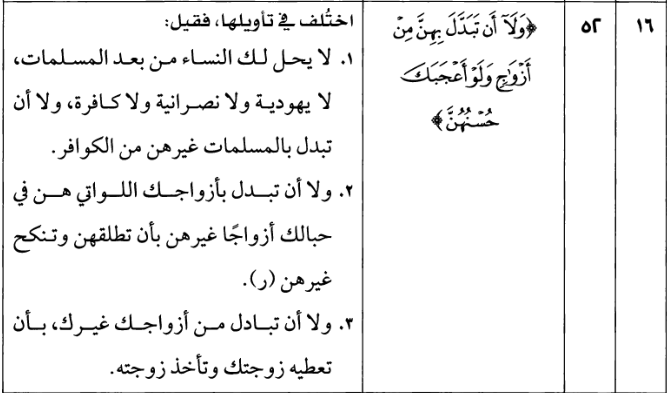 ١٦
٥٢
﴿وَلَآ أَن تَبَدَّلَ بِهِنَّ مِنْ
أَزْوَٰجٍ وَلَوْ أَعْجَبَكَ
حُسْنُهُنَّ﴾
اختُلف في تأويلها، فقيل:
١. لا يحل لك النساء من بعد المسلمات،
لا يهودية ولا نصرانية ولا كافرة، ولا أن
تبدل بالمسلمات غيرهن من الكوافر.
٢. ولا أن تبدل بأزواجك اللواتي هن في
حبالك أزواجًا غيرهن بأن تطلقهن وتنكح
غيرهن (ر).
٣. ولا أن تبادل من أزواجك غيرك، بأن
تعطيه زوجتك وتأخذ زوجته.